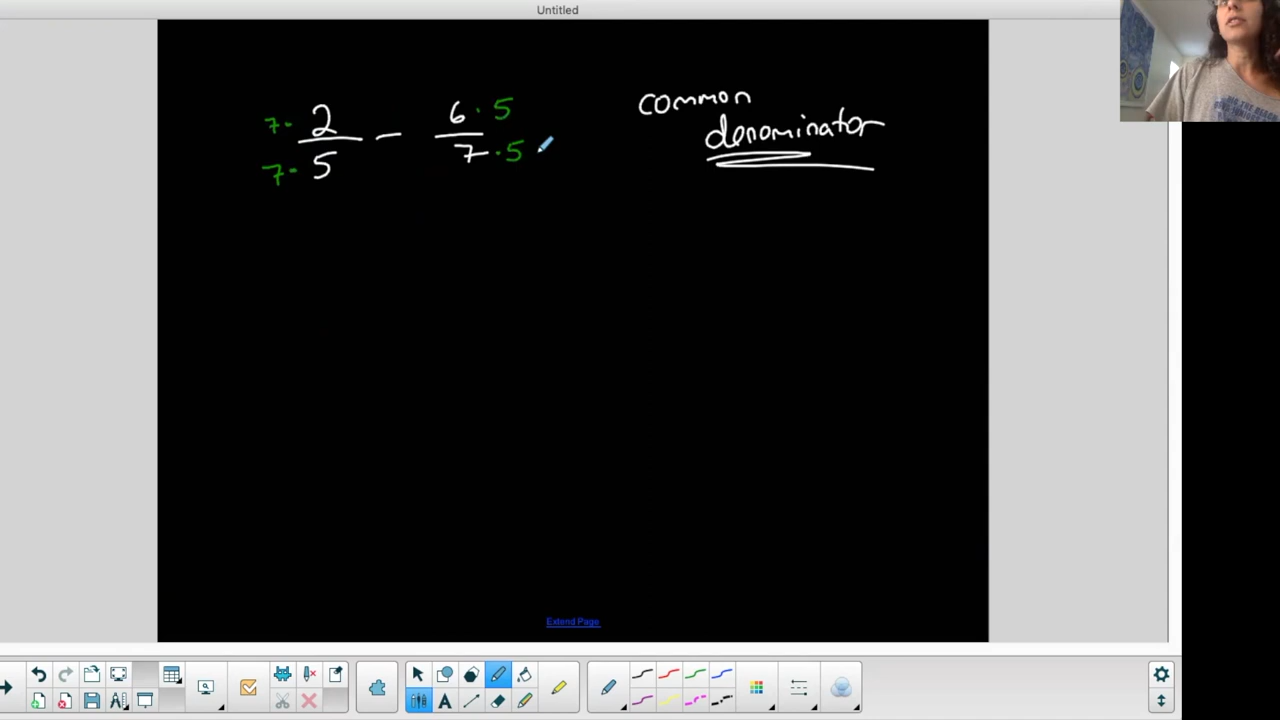 Untitled
7· 2 6 · 5 common
— − — denominator
7· 5 7 · 5
Extend Page